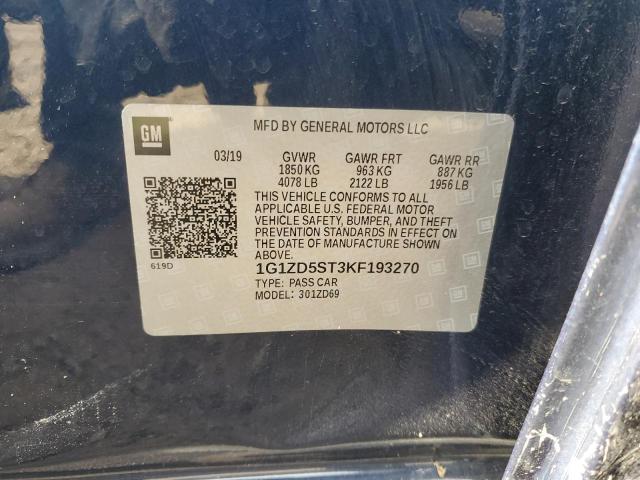 GM
MFD BY GENERAL MOTORS LLC
03/19 GVWR GAWR FRT GAWR RR
1850 KG 963 KG 887 KG
4078 LB 2122 LB 1956 LB
THIS VEHICLE CONFORMS TO ALL
APPLICABLE U.S. FEDERAL MOTOR
VEHICLE SAFETY, BUMPER, AND THEFT
PREVENTION STANDARDS IN EFFECT ON
THE DATE OF MANUFACTURE SHOWN
ABOVE.
619D
1G1ZD5ST3KF193270
TYPE: PASS CAR
MODEL: 301ZD69